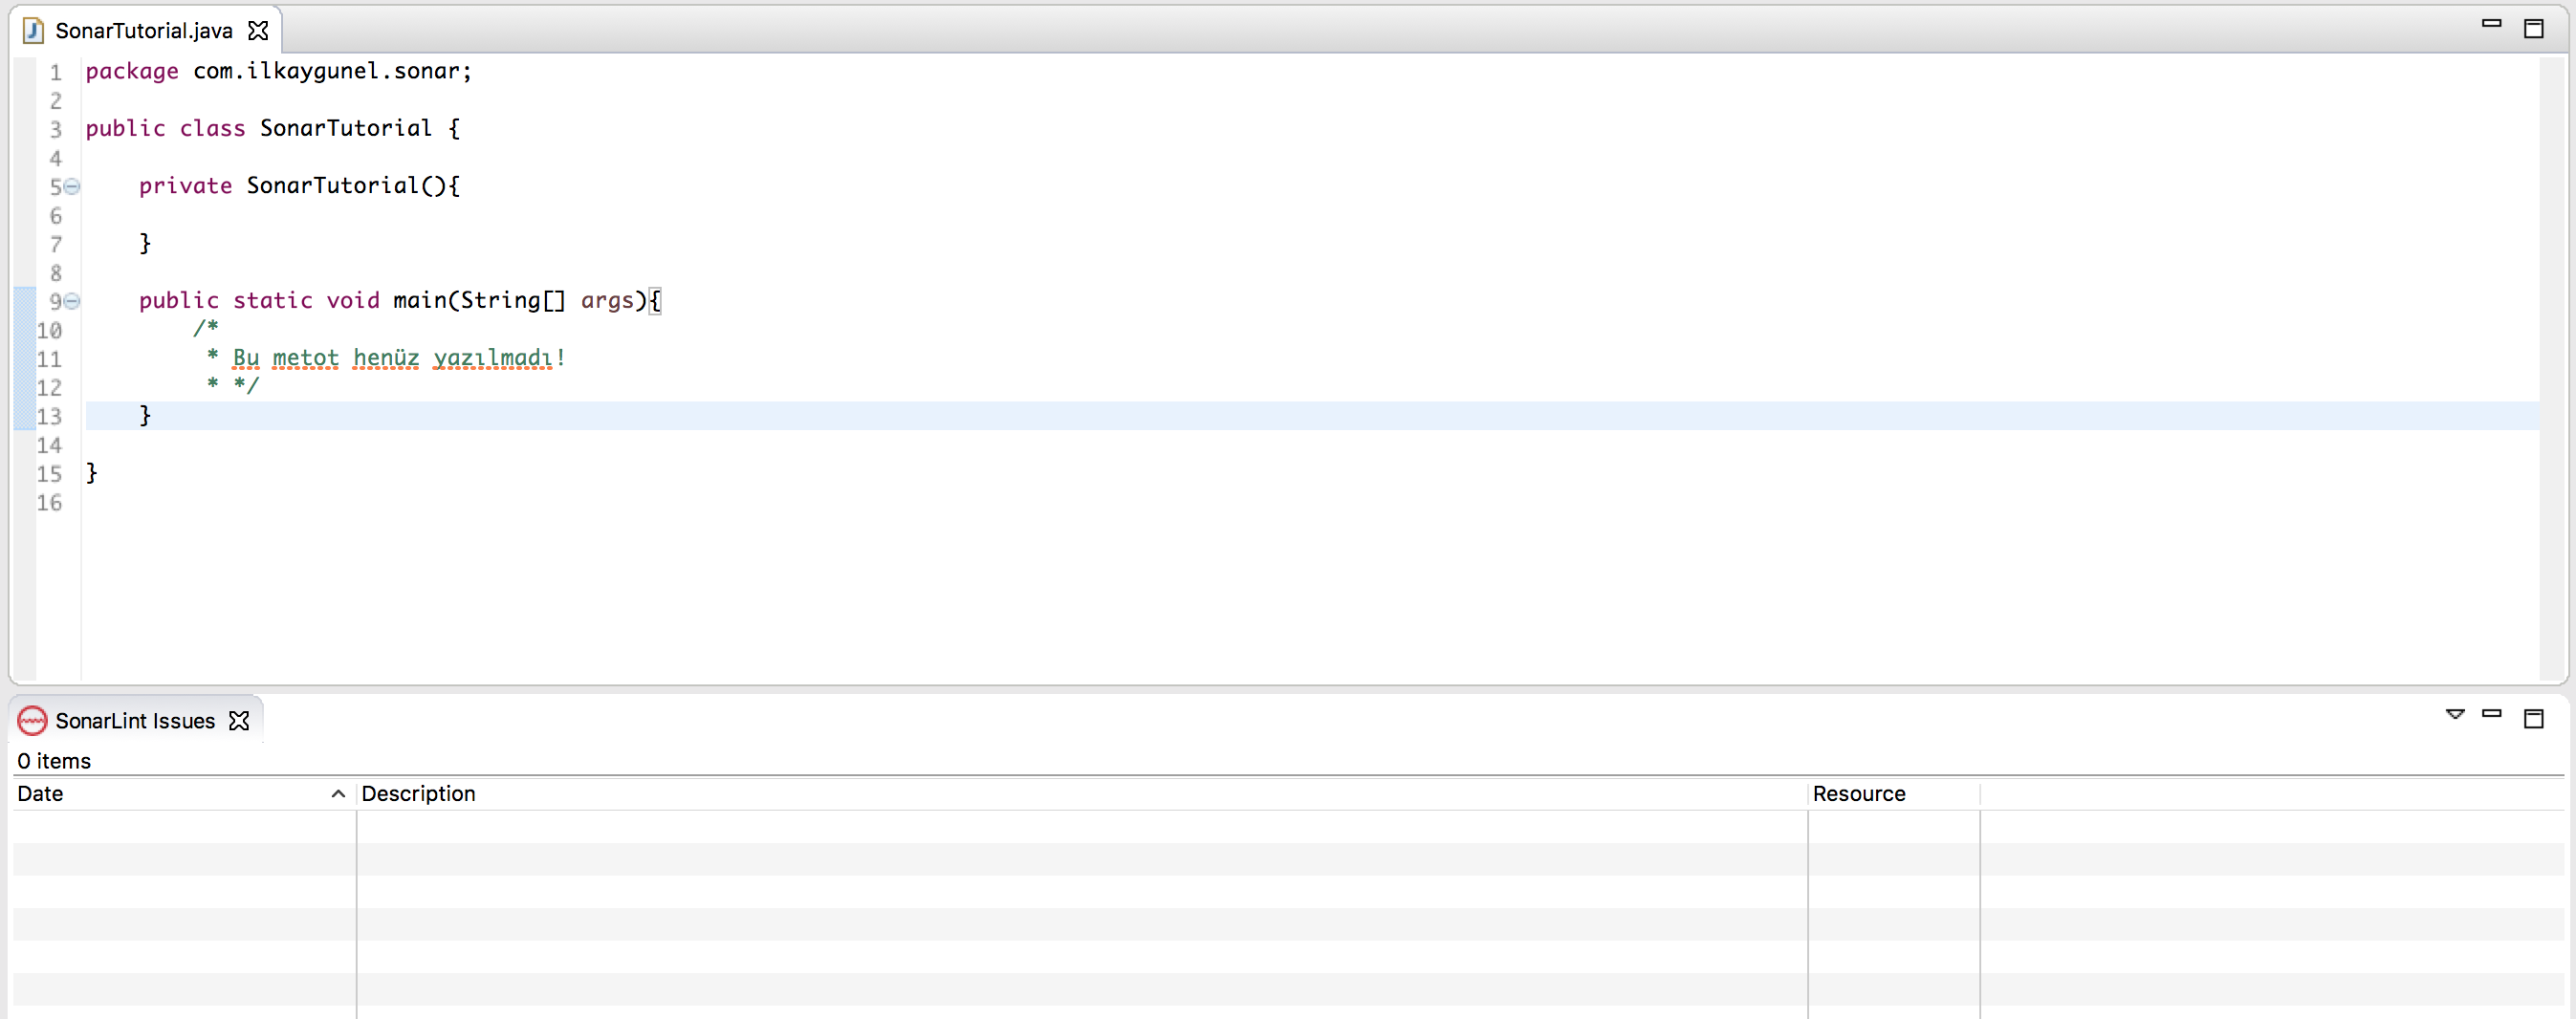 SonarTutorial.java
1 package com.ilkaygunel.sonar;
2
3 public class SonarTutorial {
4
5 private SonarTutorial(){
6
7 }
8
9 public static void main(String[] args){
10 /*
11 * Bu metot henüz yazılmadı!
12 * */
13 }
14
15 }
16
SonarLint Issues
0 items
Date Description Resource